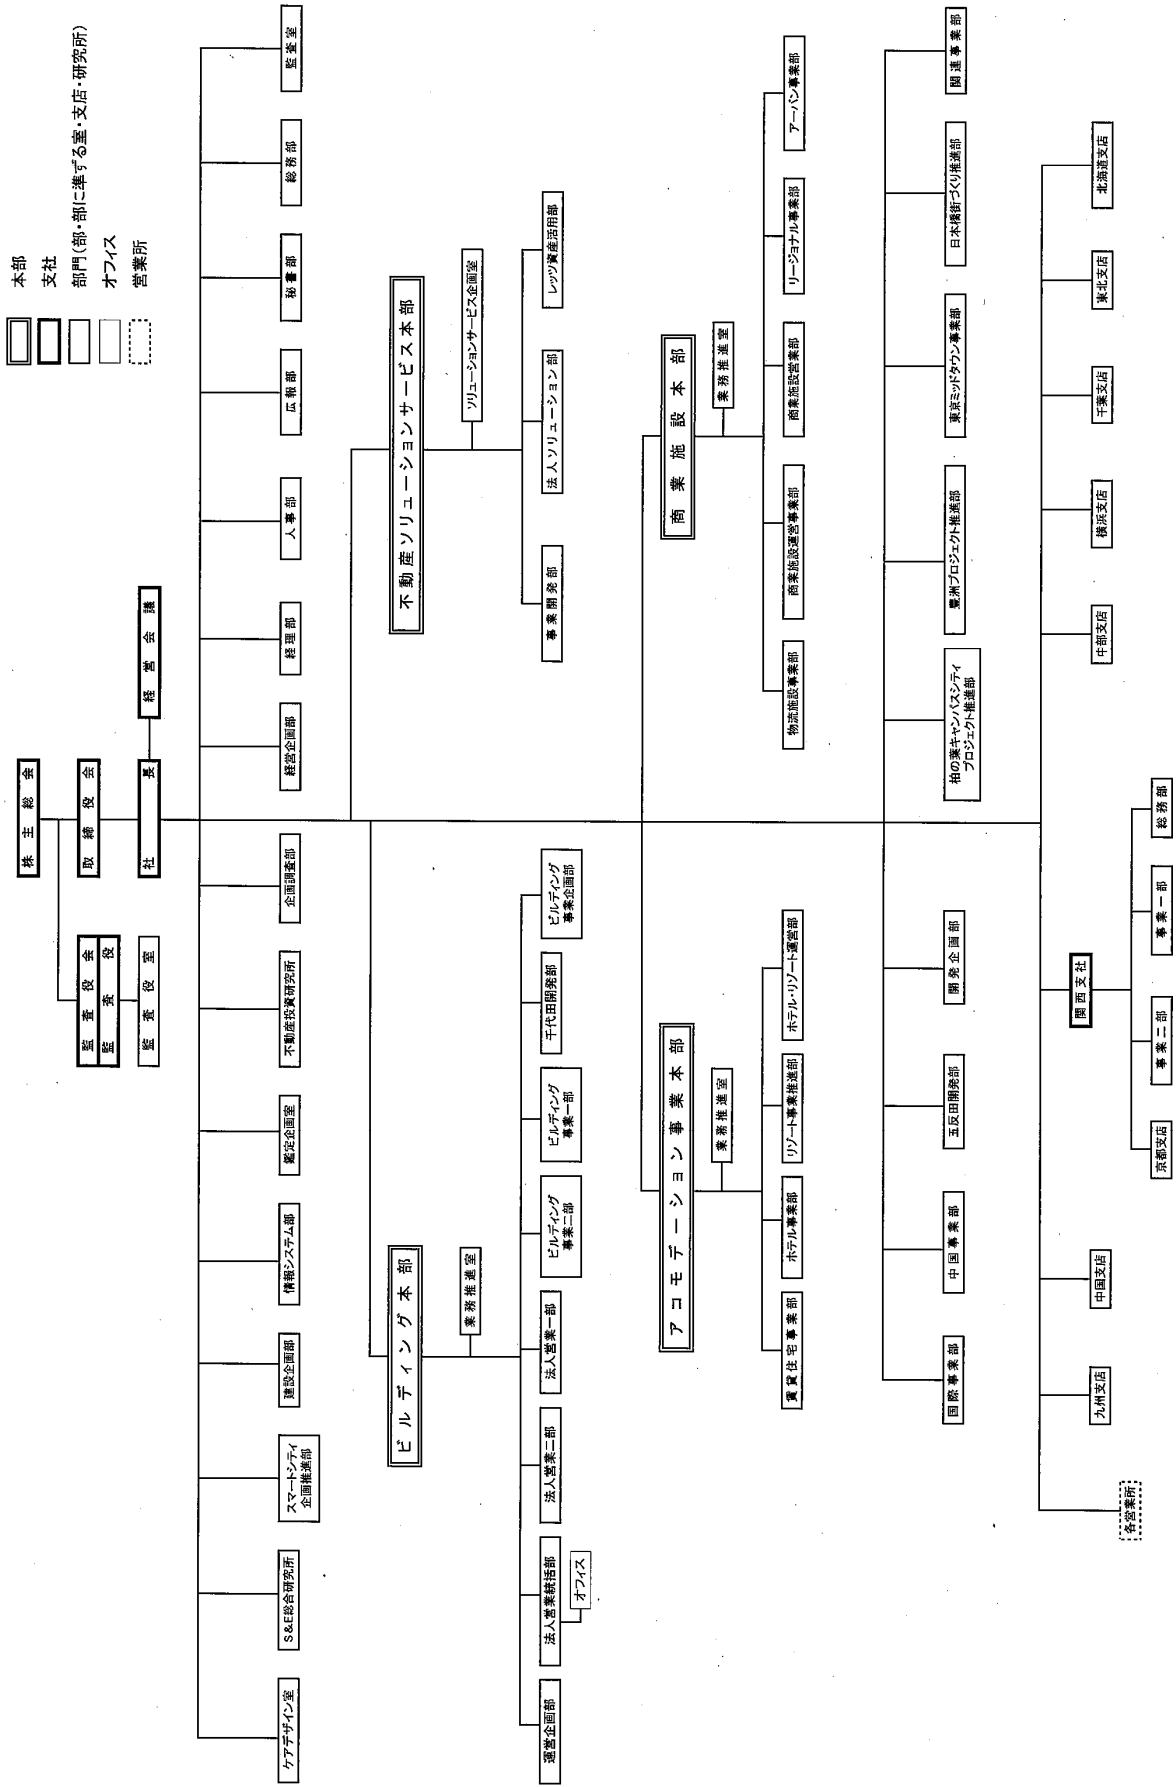 本部
支社
部門(部・部に準ずる室・支店・研究所)
オフィス
営業所
株主総会
監査役会
監査役
監査役室
取締役会
社長
経営会議
ケアデザイン室
S&E総合研究所
スマートシティ
企画推進部
建設企画部
情報システム部
鑑定企画室
不動産投資研究所
企画調査部
経営企画部
経理部
人事部
広報部
秘書部
総務部
監査室
ビルディング本部
業務推進室
運営企画部
法人営業統括部
オフィス
法人営業二部
法人営業一部
ビルディング
事業二部
ビルディング
事業一部
千代田開発部
ビルディング
事業企画部
不動産ソリューションサービス本部
ソリューションサービス企画室
事業開発部
法人ソリューション部
レッツ資産活用部
アコモデーション事業本部
業務推進室
賃貸住宅事業部
ホテル事業部
リゾート事業推進部
ホテル・リゾート運営部
商業施設本部
業務推進室
物流施設事業部
商業施設運営事業部
商業施設営業部
リージョナル事業部
アーバン事業部
国際事業部
中国事業部
五反田開発部
開発企画部
柏の葉キャンパスシティ
プロジェクト推進部
豊洲プロジェクト推進部
東京ミッドタウン事業部
日本橋街づくり推進部
関連事業部
各営業所
九州支店
中国支店
関西支社
京都支店
事業二部
事業一部
総務部
中部支店
横浜支店
千葉支店
東北支店
北海道支店